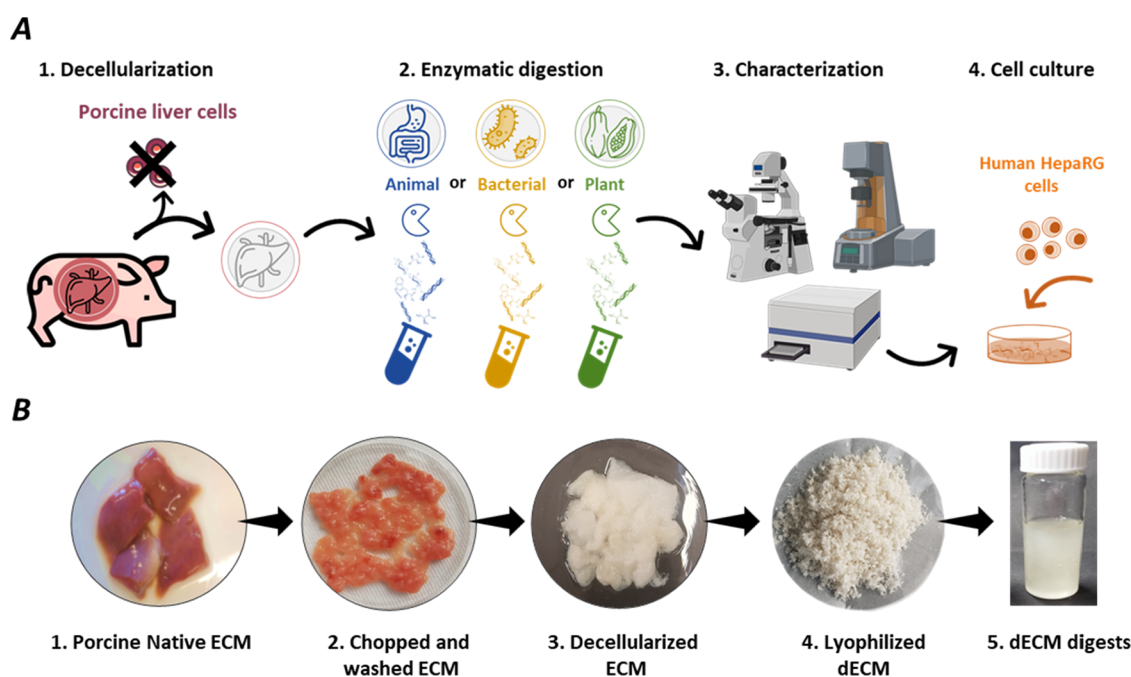 A
1. Decellularization
2. Enzymatic digestion
3. Characterization
4. Cell culture
Porcine liver cells
Animal or Bacterial or Plant
Human HepaRG
cells
B
1. Porcine Native ECM
2. Chopped and
washed ECM
3. Decellularized
ECM
4. Lyophilized
dECM
5. dECM digests